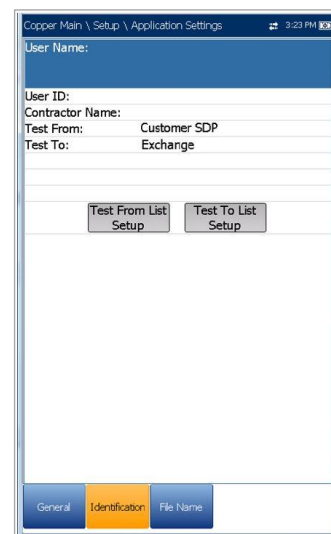 Copper Main \ Setup \ Application Settings 3:23 PM
User Name:
User ID:
Contractor Name:
Test From: Customer SDP
Test To: Exchange
Test From List Setup
Test To List Setup
General Identification File Name